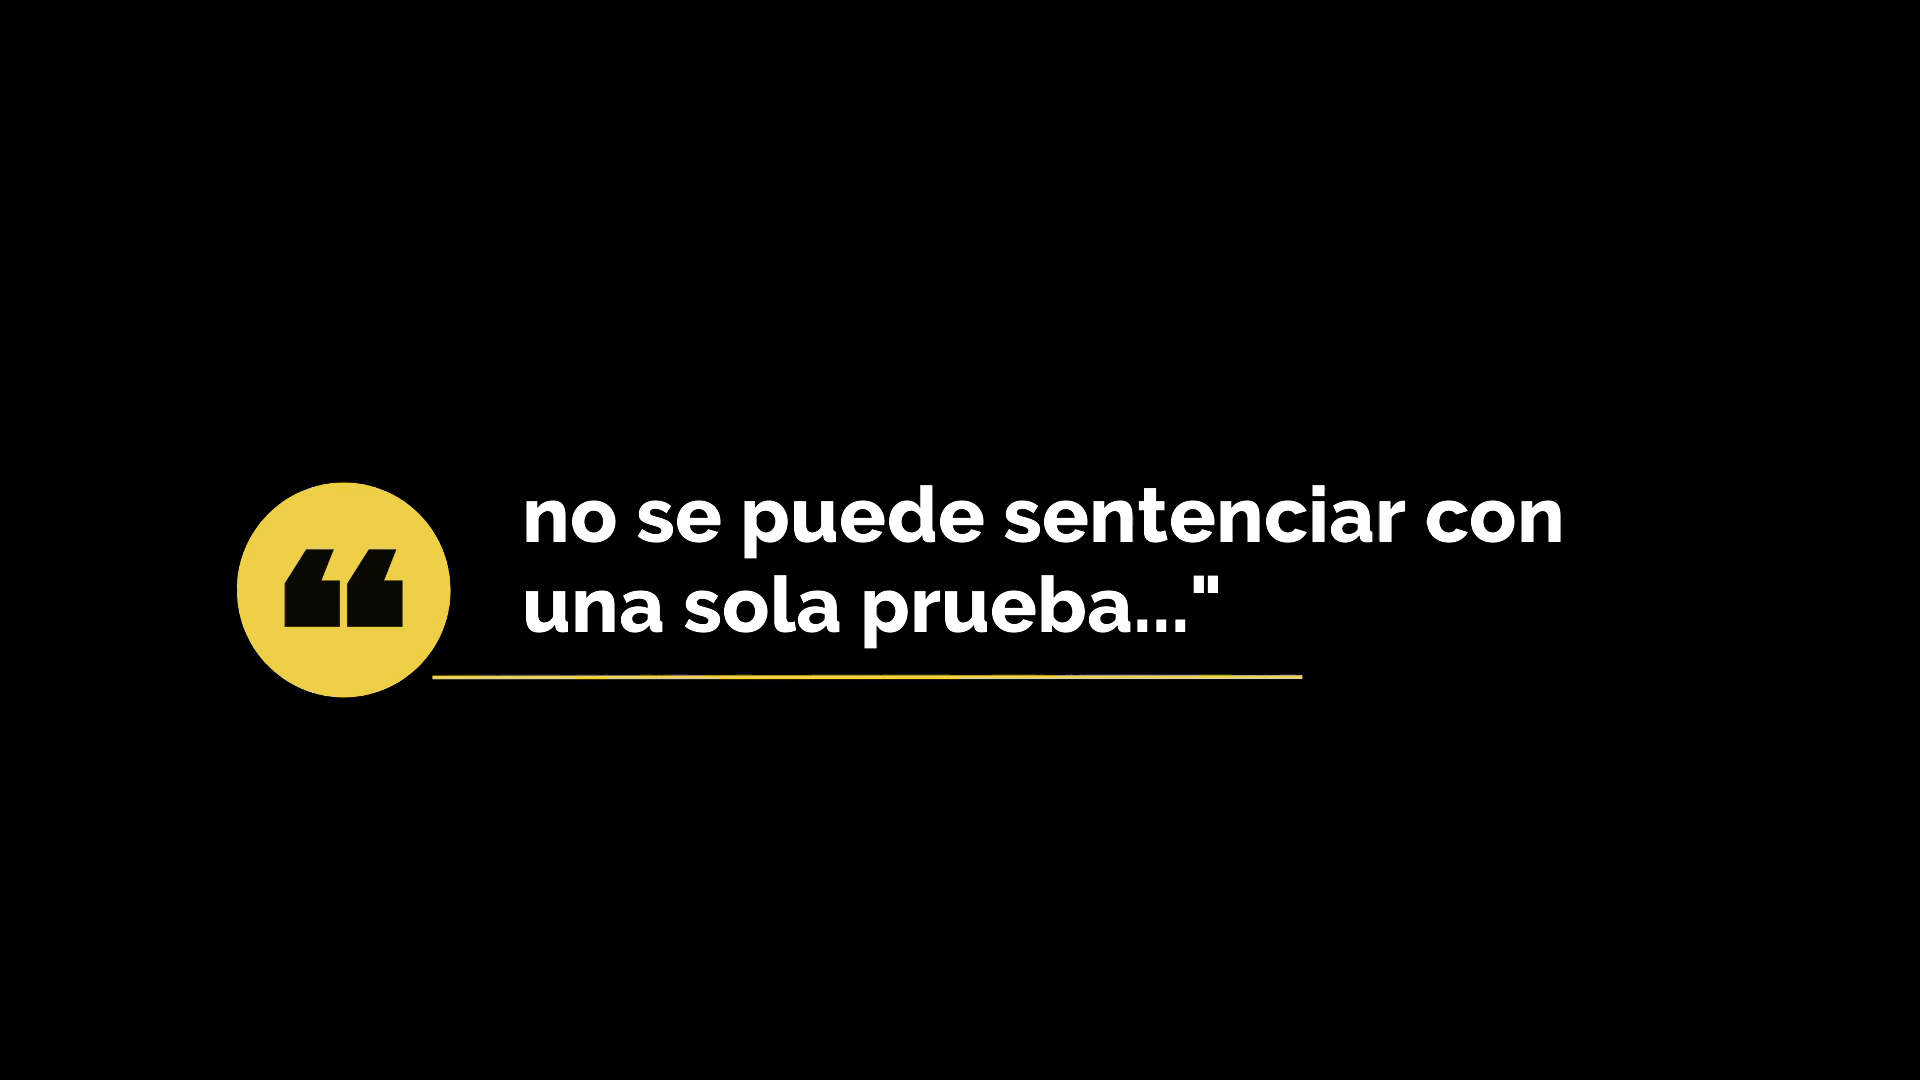 no se puede sentenciar con
una sola prueba..."